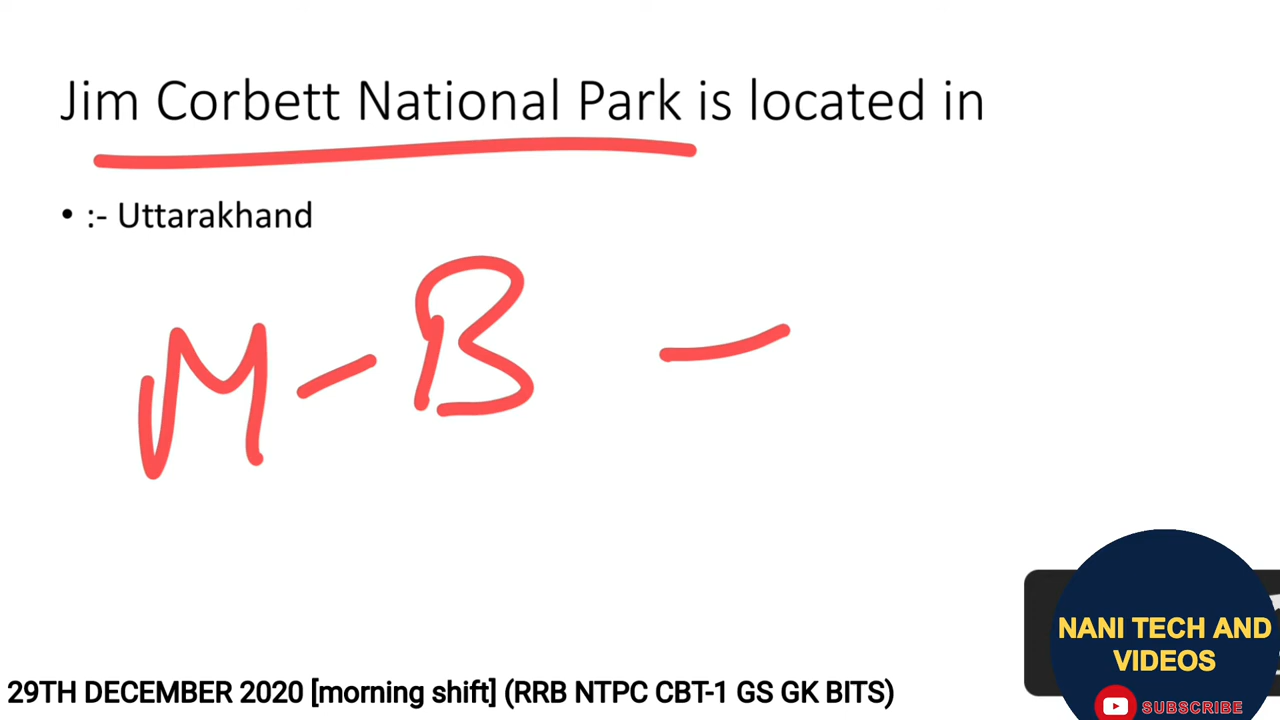 Jim Corbett National Park is located in
• :- Uttarakhand
M - B -
NANI TECH AND
VIDEOS
SUBSCRIBE
29TH DECEMBER 2020 [morning shift] (RRB NTPC CBT-1 GS GK BITS)